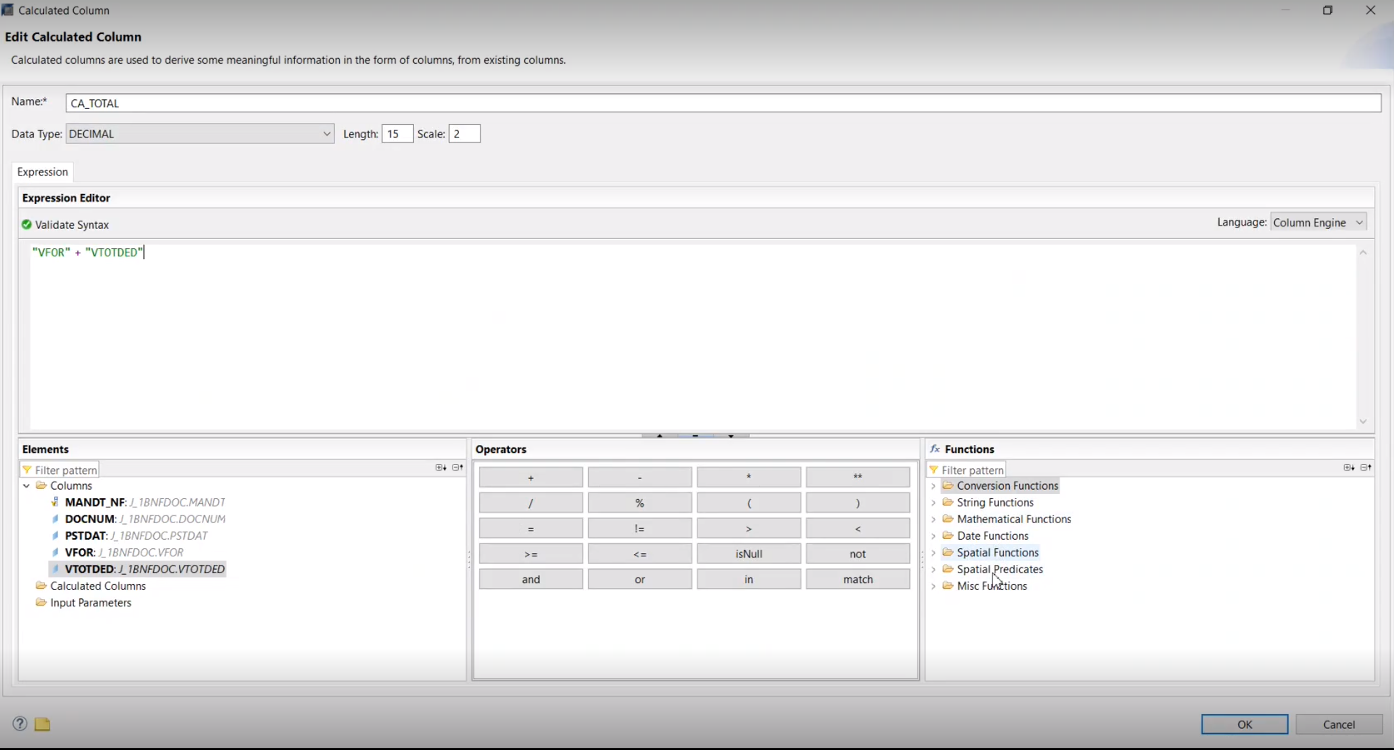 Calculated Column
Edit Calculated Column
Calculated columns are used to derive some meaningful information in the form of columns, from existing columns.
Name:* CA_TOTAL
Data Type: DECIMAL Length: 15 Scale: 2
Expression
Expression Editor
Validate Syntax Language: Column Engine
"VFOR" + "VTOTDED"
Elements
Filter pattern
Columns
MANDT_NF: J_1BNFDOC.MANDT
DOCNUM: J_1BNFDOC.DOCNUM
PSTDAT: J_1BNFDOC.PSTDAT
VFOR: J_1BNFDOC.VFOR
VTOTDED: J_1BNFDOC.VTOTDED
Calculated Columns
Input Parameters
Operators
+ - * **
/ % ( )
= != > <
>= <= isNull not
and or in match
fx Functions
Filter pattern
Conversion Functions
String Functions
Mathematical Functions
Date Functions
Spatial Functions
Spatial Predicates
Misc Functions
?
OK Cancel